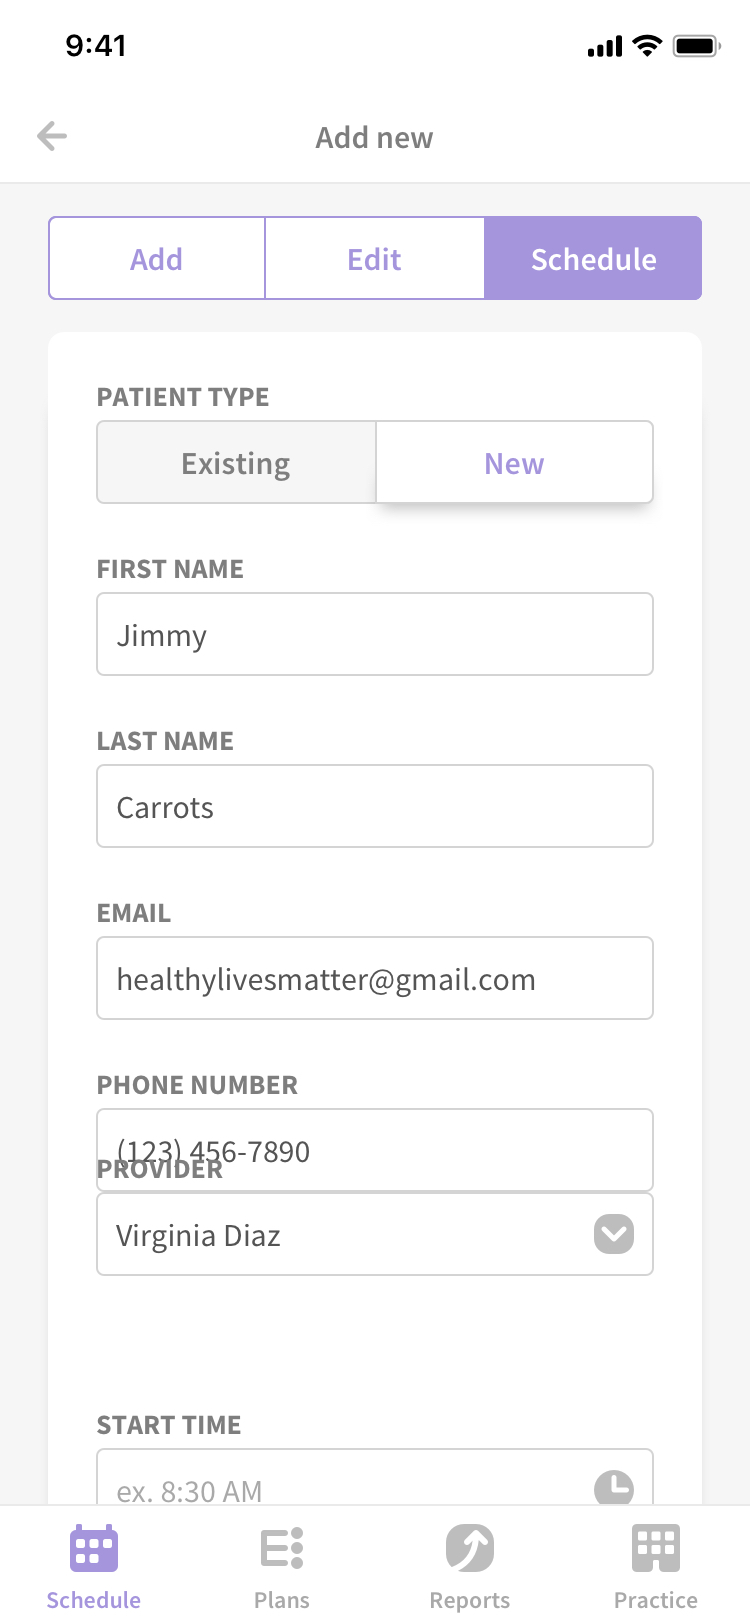 9:41
Add new
Add Edit Schedule
PATIENT TYPE
Existing New
FIRST NAME
Jimmy
LAST NAME
Carrots
EMAIL
healthylivesmatter@gmail.com
PHONE NUMBER
(123) 456-7890
PROVIDER
Virginia Diaz
START TIME
ex. 8:30 AM
Schedule Plans Reports Practice